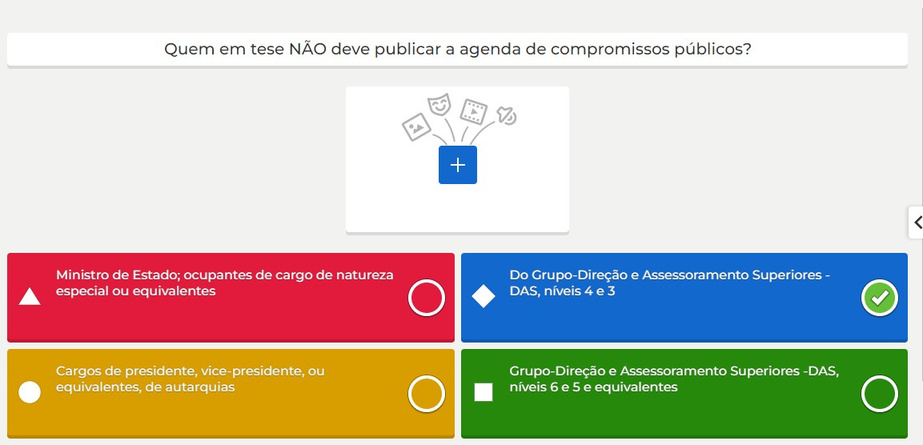 Quem em tese NÃO deve publicar a agenda de compromissos públicos?
Ministro de Estado; ocupantes de cargo de natureza
especial ou equivalentes
Do Grupo-Direção e Assessoramento Superiores -
DAS, níveis 4 e 3
Cargos de presidente, vice-presidente, ou
equivalentes, de autarquias
Grupo-Direção e Assessoramento Superiores -DAS,
níveis 6 e 5 e equivalentes